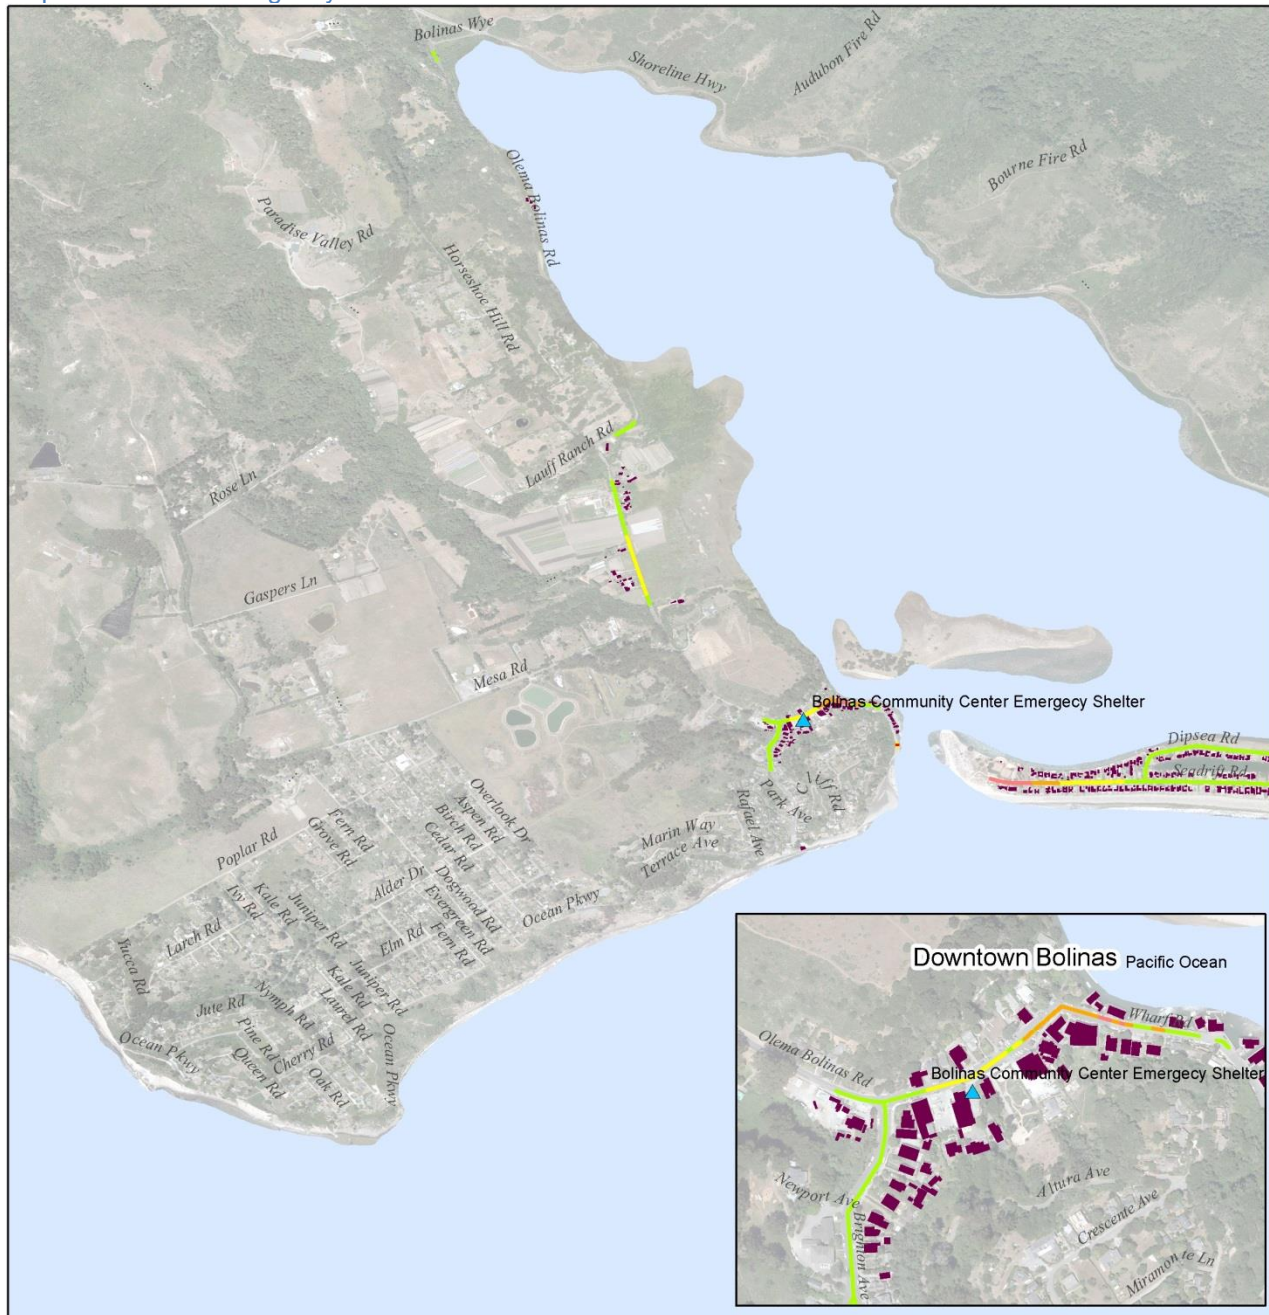 Bolinas Wye
Shoreline Hwy
Audubon Fire Rd
Bourne Fire Rd
Olema Bolinas Rd
Paradise Valley Rd
Horseshoe Hill Rd
Lauff Ranch Rd
Rose Ln
Gaspers Ln
Mesa Rd
Bolinas Community Center Emergecy Shelter
Dipsea Rd
Seadrift Rd
Cliff Rd
Park Ave
Rafael Ave
Marin Way
Terrace Ave
Overlook Dr
Aspen Rd
Birch Rd
Cedar Rd
Fern Rd
Grove Rd
Poplar Rd
Alder Dr
Dogwood Rd
Evergreen Rd
Fern Rd
Ocean Pkwy
Ivy Rd
Kale Rd
Juniper Rd
Larch Rd
Elm Rd
Yucca Rd
Juniper Rd
Kale Rd
Laurel Rd
Jute Rd
Nymph Rd
Pine Rd
Cherry Rd
Ocean Pkwy
Queen Rd
Oak Rd
Ocean Pkwy
Downtown Bolinas
Pacific Ocean
Wharf Rd
Olema Bolinas Rd
Bolinas Community Center Emergecy Shelter
Altura Ave
Newport Ave
Crescente Ave
Brighton Ave
Miramonte Ln